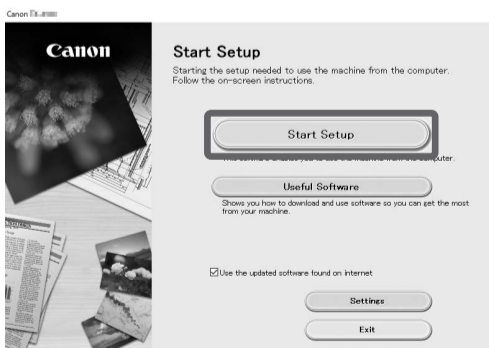 Canon
Canon
Start Setup
Starting the setup needed to use the machine from the computer.
Follow the on-screen instructions.
Start Setup
Useful Software
Shows you how to download and use software so you can get the most
from your machine.
Use the updated software found on internet
Settings
Exit